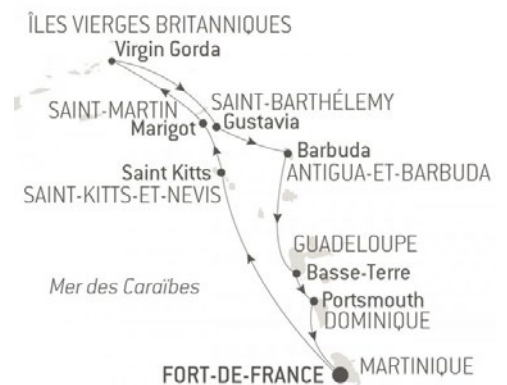 ÎLES VIERGES BRITANNIQUES
Virgin Gorda
SAINT-MARTIN
Marigot
SAINT-BARTHÉLEMY
Gustavia
Barbuda
ANTIGUA-ET-BARBUDA
Saint Kitts
SAINT-KITTS-ET-NEVIS
GUADELOUPE
Basse-Terre
Mer des Caraïbes
Portsmouth
DOMINIQUE
MARTINIQUE
FORT-DE-FRANCE